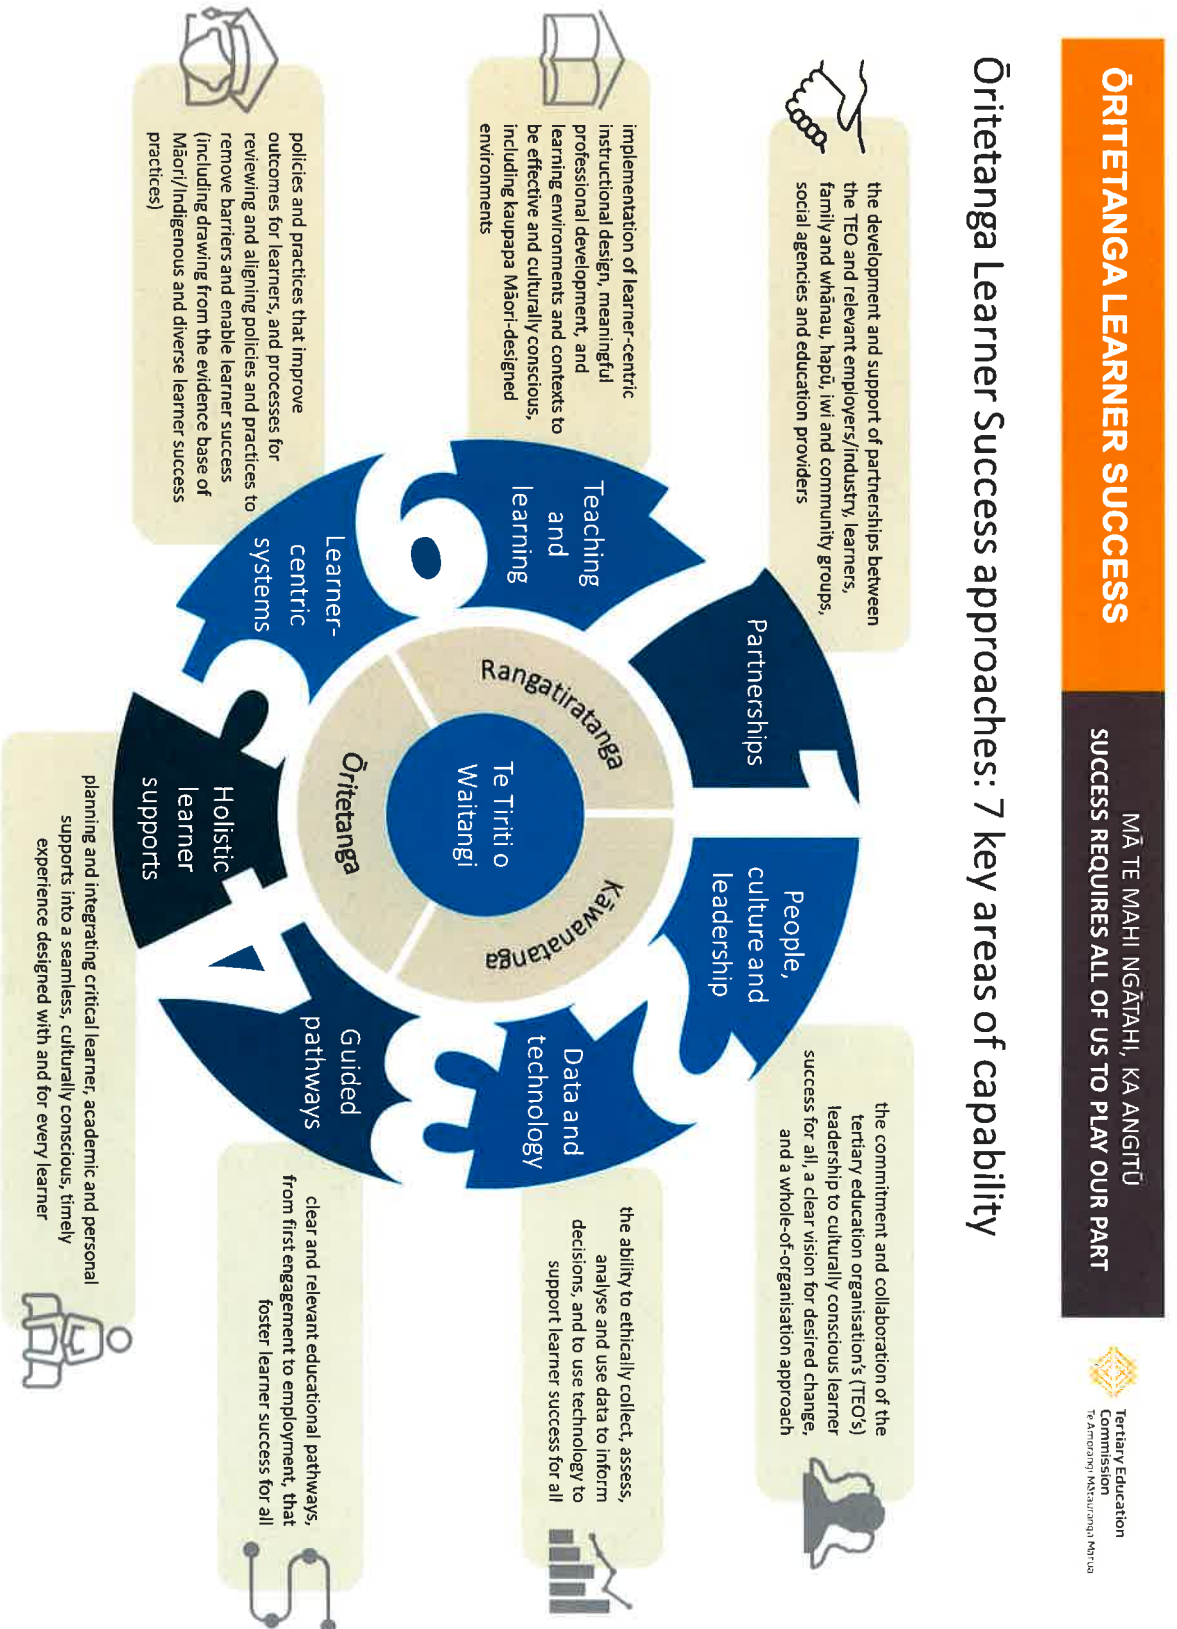 ŌRITETANGA LEARNER SUCCESS
MĀ TE MAHI NGĀTAHI, KA ANGITŪ
SUCCESS REQUIRES ALL OF US TO PLAY OUR PART
Tertiary Education
Commission
Te Amorangi Mātauranga Matua
Ōritetanga Learner Success approaches: 7 key areas of capability
the development and support of partnerships between
the TEO and relevant employers/industry, learners,
family and whānau, hapū, iwi and community groups,
social agencies and education providers
the commitment and collaboration of the
tertiary education organisation's (TEO's)
leadership to culturally conscious learner
success for all, a clear vision for desired change,
and a whole-of-organisation approach
implementation of learner-centric
instructional design, meaningful
professional development, and
learning environments and contexts to
be effective and culturally conscious,
including kaupapa Māori-designed
environments
the ability to ethically collect, assess,
analyse and use data to inform
decisions, and to use technology to
support learner success for all
policies and practices that improve
outcomes for learners, and processes for
reviewing and aligning policies and practices to
remove barriers and enable learner success
(including drawing from the evidence base of
Māori/Indigenous and diverse learner success
practices)
clear and relevant educational pathways,
from first engagement to employment, that
foster learner success for all
planning and integrating critical learner, academic and personal
supports into a seamless, culturally conscious, timely
experience designed with and for every learner
Partnerships
1
People,
culture and
leadership
2
Data and
technology
3
Guided
pathways
4
Holistic
learner
supports
5
Learner-
centric
systems
6
Teaching
and
learning
7
Rangatiratanga
Kāwanatanga
Ōritetanga
Te Tiriti o
Waitangi